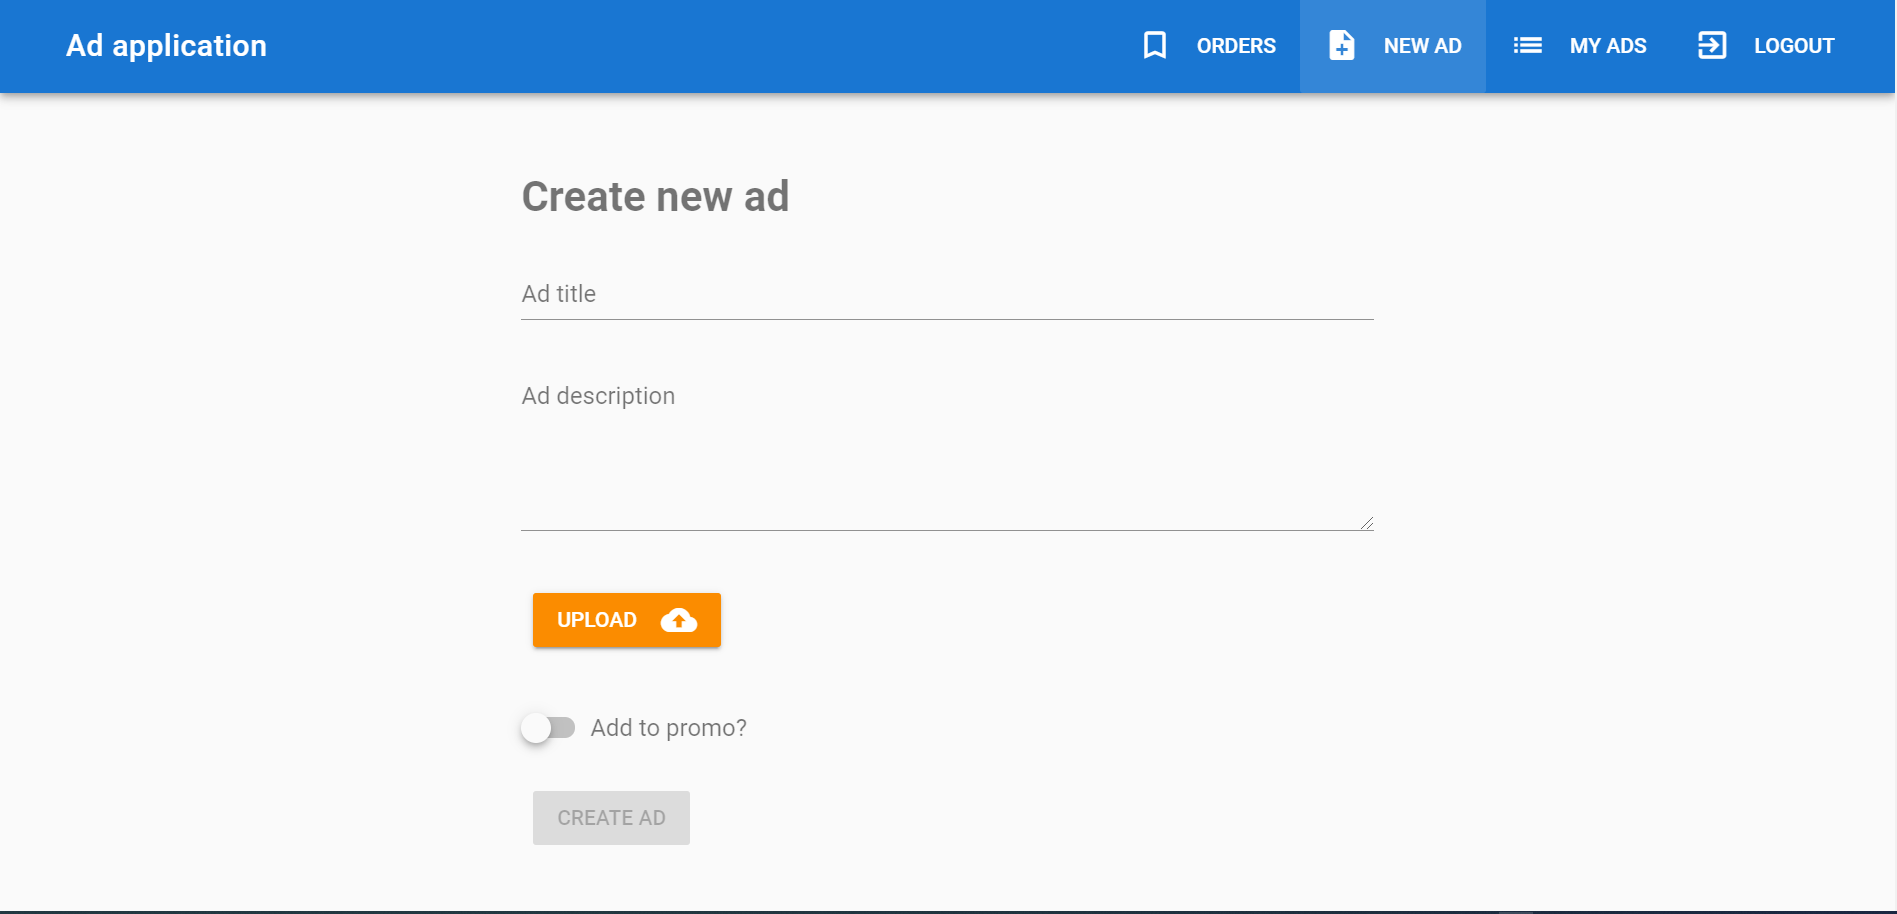 Ad application
ORDERS
NEW AD
MY ADS
LOGOUT
Create new ad
Ad title
Ad description
UPLOAD
Add to promo?
CREATE AD